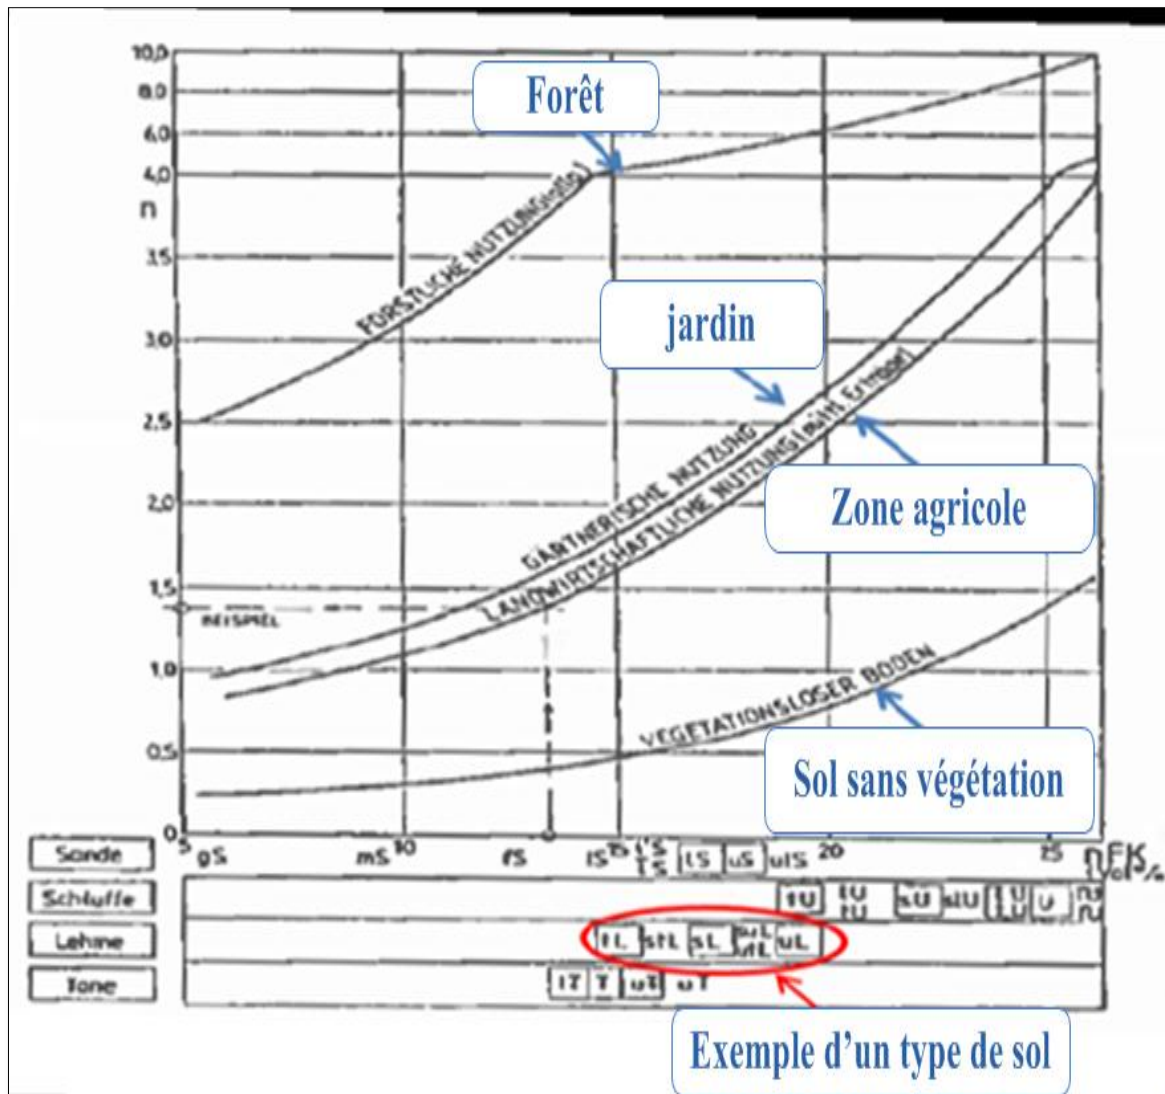 10,0
8,0
6,0
4,0
n
3,5
3,0
2,5
2,0
1,5
1,0
0,5
0
Forêt
FORSTLICHE NUTZUNG
jardin
GÄRTNERISCHE NUTZUNG
LANDWIRTSCHAFTLICHE NUTZUNG
Zone agricole
BEISPIEL
VEGETATIONSLOSER BODEN
Sol sans végétation
5 10 15 20 25 nFK
Sande gS mS fS lS lS uS ulS
Schluffe tU sU slU U
Lehme tL stL sL uL
Tone lT T uT uT
Exemple d'un type de sol